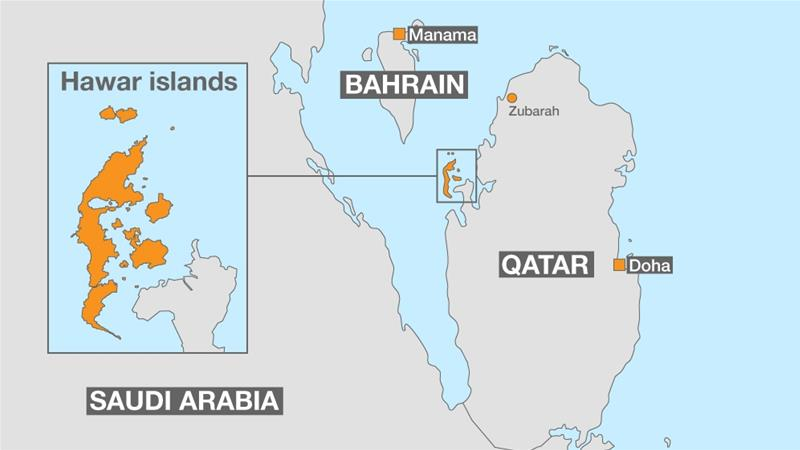 Manama
Hawar islands
BAHRAIN
Zubarah
QATAR
Doha
SAUDI ARABIA